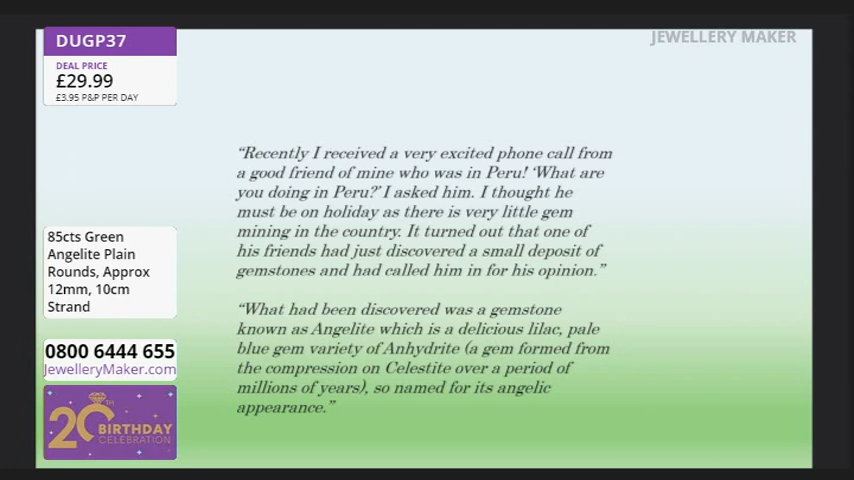 DUGP37
DEAL PRICE
£29.99
£3.95 P&P PER DAY
JEWELLERY MAKER
“Recently I received a very excited phone call from
a good friend of mine who was in Peru! ‘What are
you doing in Peru?’ I asked him. I thought he
must be on holiday as there is very little gem
mining in the country. It turned out that one of
his friends had just discovered a small deposit of
gemstones and had called him in for his opinion.”
“What had been discovered was a gemstone
known as Angelite which is a delicious lilac, pale
blue gem variety of Anhydrite (a gem formed from
the compression on Celestite over a period of
millions of years), so named for its angelic
appearance.”
85cts Green
Angelite Plain
Rounds, Approx
12mm, 10cm
Strand
0800 6444 655
JewelleryMaker.com
20TH
BIRTHDAY
CELEBRATION